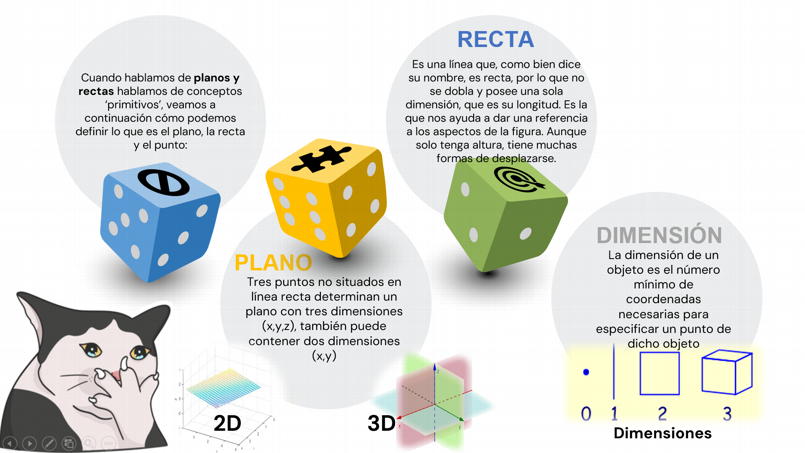 Cuando hablamos de planos y
rectas hablamos de conceptos
‘primitivos’, veamos a
continuación cómo podemos
definir lo que es el plano, la recta
y el punto:
RECTA
Es una línea que, como bien dice
su nombre, es recta, por lo que no
se dobla y posee una sola
dimensión, que es su longitud. Es la
que nos ayuda a dar una referencia
a los aspectos de la figura. Aunque
solo tenga altura, tiene muchas
formas de desplazarse.
PLANO
Tres puntos no situados en
línea recta determinan un
plano con tres dimensiones
(x,y,z), también puede
contener dos dimensiones
(x,y)
DIMENSIÓN
La dimensión de un
objeto es el número
mínimo de
coordenadas
necesarias para
especificar un punto de
dicho objeto
2D
3D
0 1 2 3
Dimensiones